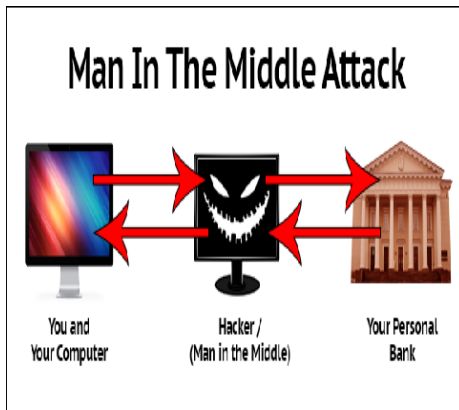 Man In The Middle Attack
You and
Your Computer
Hacker /
(Man in the Middle)
Your Personal
Bank